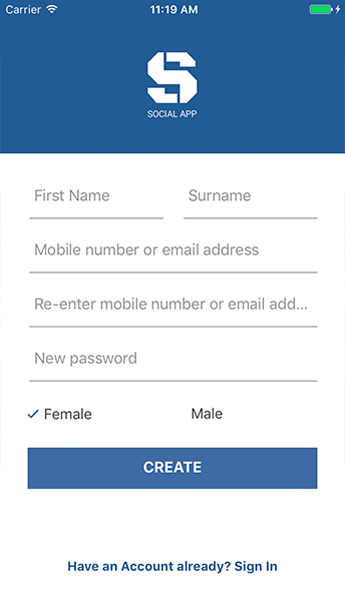 Carrier 11:19 AM
SOCIAL APP
First Name Surname
Mobile number or email address
Re-enter mobile number or email add...
New password
Female Male
CREATE
Have an Account already? Sign In